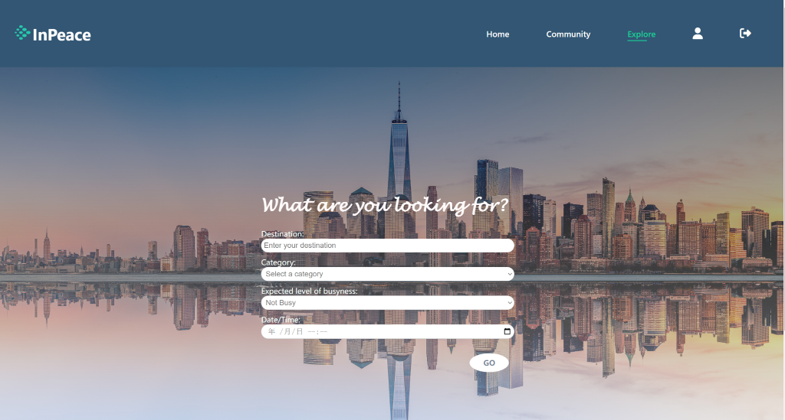 InPeace
Home
Community
Explore
What are you looking for?
Destination:
Enter your destination
Category:
Select a category
Expected level of busyness:
Not Busy
Date/Time:
年 /月/日 --:--
GO